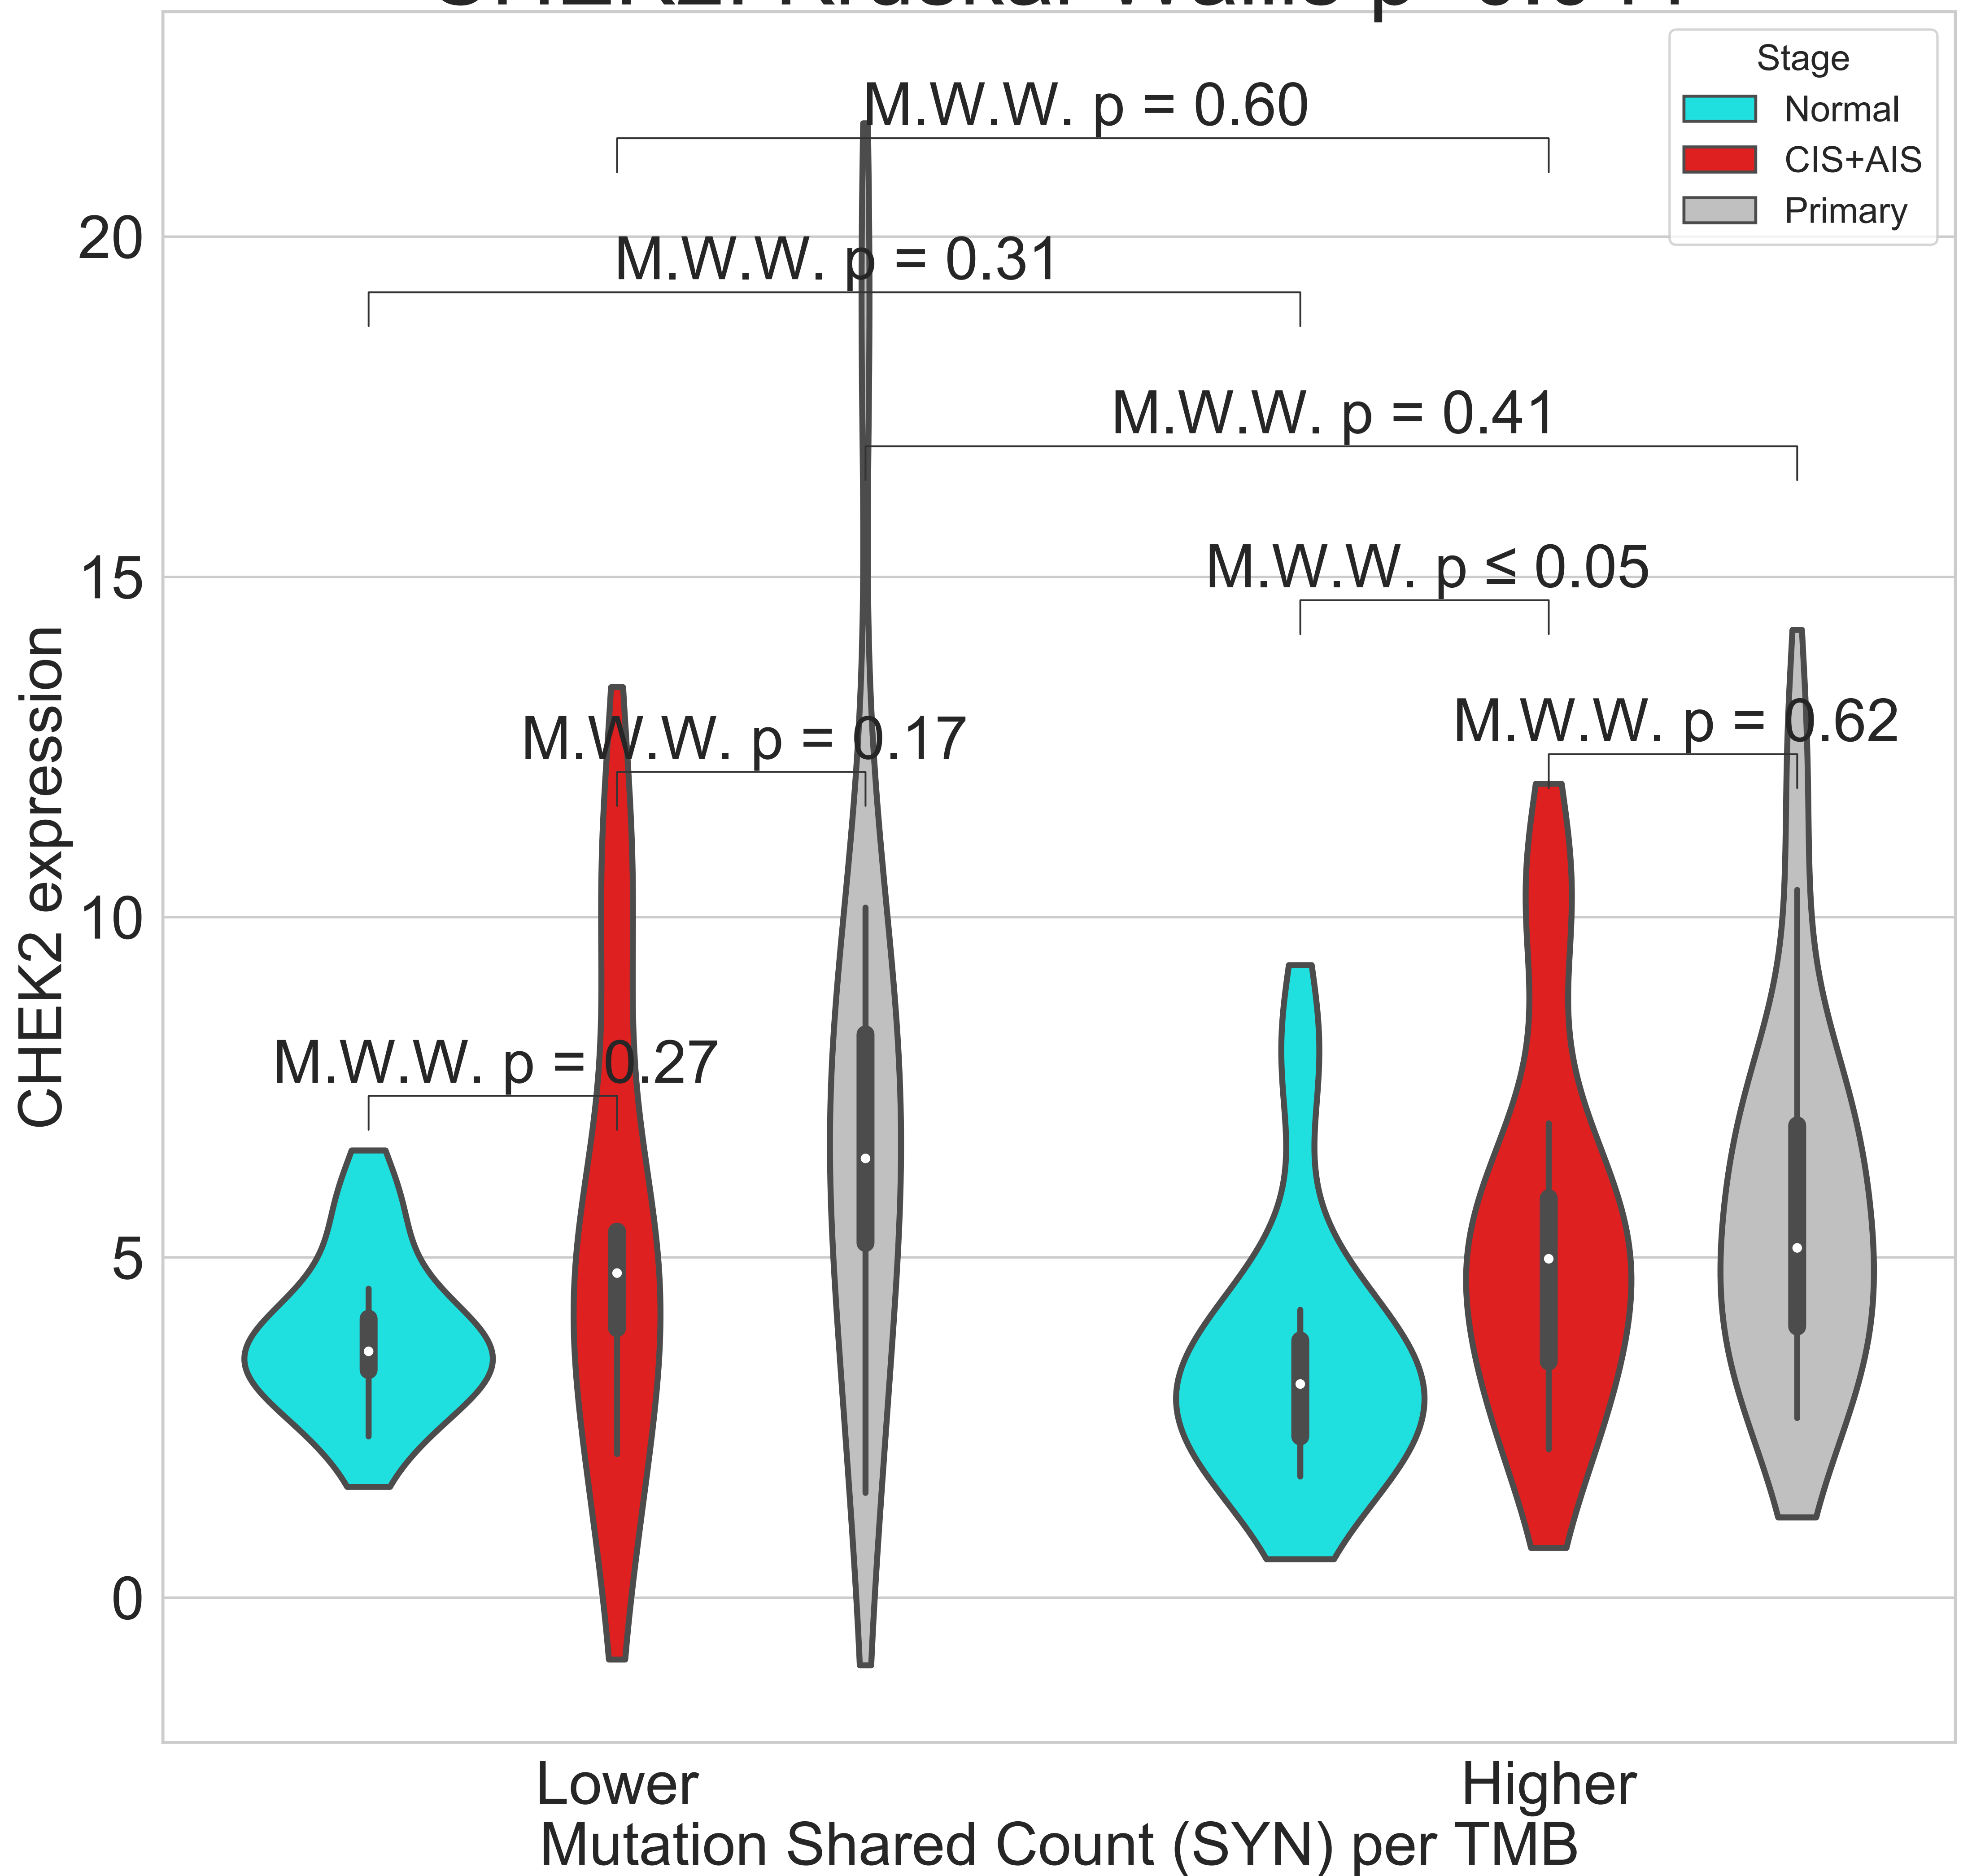 Stage
Normal
CIS+AIS
Primary
M.W.W. p = 0.60
M.W.W. p = 0.31
M.W.W. p = 0.41
M.W.W. p ≤ 0.05
M.W.W. p = 0.62
M.W.W. p = 0.17
M.W.W. p = 0.27
20
15
10
5
0
CHEK2 expression
Lower
Higher
Mutation Shared Count (SYN) per TMB